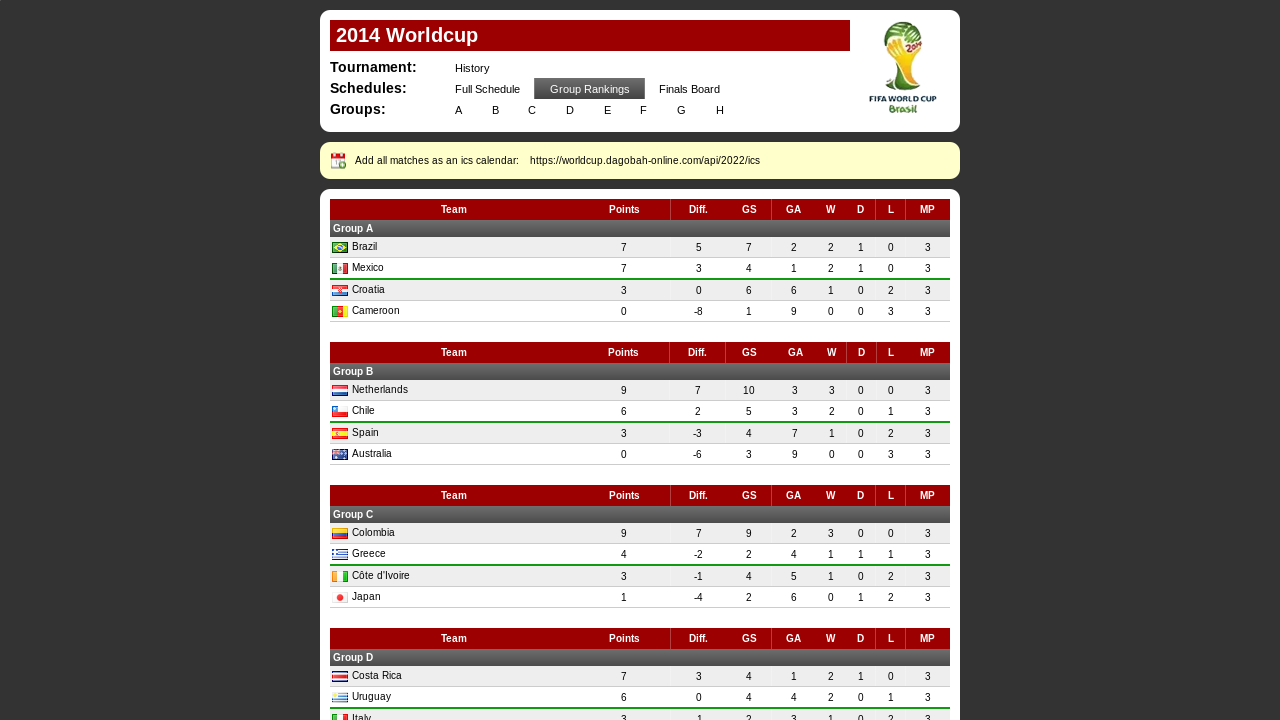 2014 Worldcup
2014
FIFA WORLD CUP
Brasil
Tournament: History
Schedules: Full Schedule Group Rankings Finals Board
Groups: A B C D E F G H
Add all matches as an ics calendar: https://worldcup.dagobah-online.com/api/2022/ics
Team Points Diff. GS GA W D L MP
Group A
Brazil 7 5 7 2 2 1 0 3
Mexico 7 3 4 1 2 1 0 3
Croatia 3 0 6 6 1 0 2 3
Cameroon 0 -8 1 9 0 0 3 3
Team Points Diff. GS GA W D L MP
Group B
Netherlands 9 7 10 3 3 0 0 3
Chile 6 2 5 3 2 0 1 3
Spain 3 -3 4 7 1 0 2 3
Australia 0 -6 3 9 0 0 3 3
Team Points Diff. GS GA W D L MP
Group C
Colombia 9 7 9 2 3 0 0 3
Greece 4 -2 2 4 1 1 1 3
Côte d'Ivoire 3 -1 4 5 1 0 2 3
Japan 1 -4 2 6 0 1 2 3
Team Points Diff. GS GA W D L MP
Group D
Costa Rica 7 3 4 1 2 1 0 3
Uruguay 6 0 4 4 2 0 1 3
Italy 3 -1 2 3 1 0 2 3